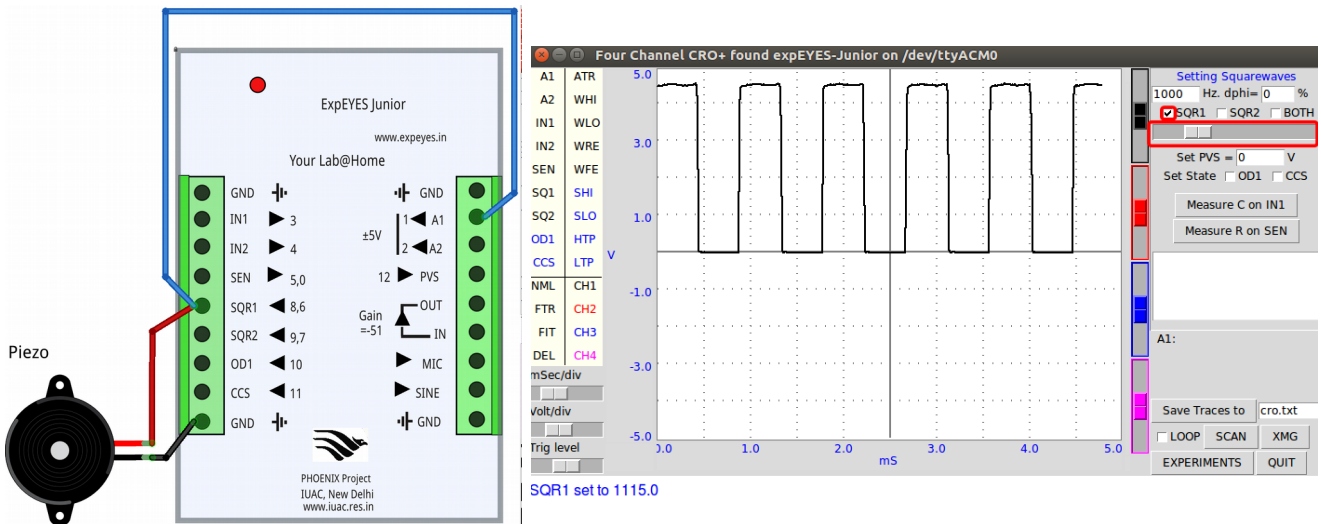 Piezo
ExpEYES Junior
www.expeyes.in
Your Lab@Home
GND
IN1 3
IN2 4
SEN 5,0
SQR1 8,6
SQR2 9,7
OD1 10
CCS 11
GND
GND
±5V
1 A1
2 A2
12 PVS
Gain
=-51
OUT
IN
MIC
SINE
GND
PHOENIX Project
IUAC, New Delhi
www.iuac.res.in
Four Channel CRO+ found expEYES-Junior on /dev/ttyACM0
A1 ATR
A2 WHI
IN1 WLO
IN2 WRE
SEN WFE
SQ1 SHI
SQ2 SLO
OD1 HTP
CCS LTP
NML CH1
FTR CH2
FIT CH3
DEL CH4
mSec/div
Volt/div
Trig level
5.0
3.0
1.0
V
-1.0
-3.0
-5.0
0.0 1.0 2.0 3.0 4.0 5.0
mS
Setting Squarewaves
1000 Hz. dphi= 0 %
SQR1 SQR2 BOTH
Set PVS = 0 V
Set State OD1 CCS
Measure C on IN1
Measure R on SEN
A1:
Save Traces to cro.txt
LOOP SCAN XMG
EXPERIMENTS QUIT
SQR1 set to 1115.0